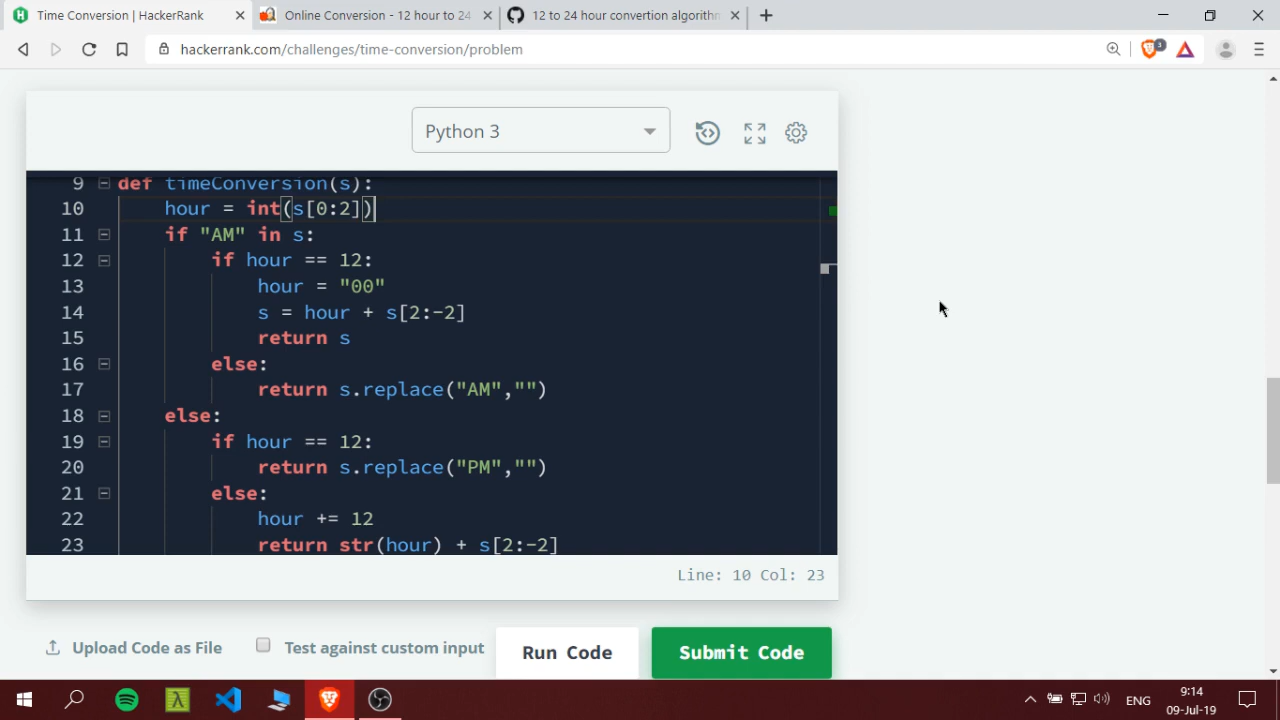 Time Conversion | HackerRank
Online Conversion - 12 hour to 24
12 to 24 hour convertion algorithm
hackerrank.com/challenges/time-conversion/problem
3
Python 3
9 def timeConversion(s):
10 hour = int(s[0:2])
11 if "AM" in s:
12 if hour == 12:
13 hour = "00"
14 s = hour + s[2:-2]
15 return s
16 else:
17 return s.replace("AM","")
18 else:
19 if hour == 12:
20 return s.replace("PM","")
21 else:
22 hour += 12
23 return str(hour) + s[2:-2]
Line: 10 Col: 23
Upload Code as File
Test against custom input
Run Code
Submit Code
ENG
9:14
09-Jul-19